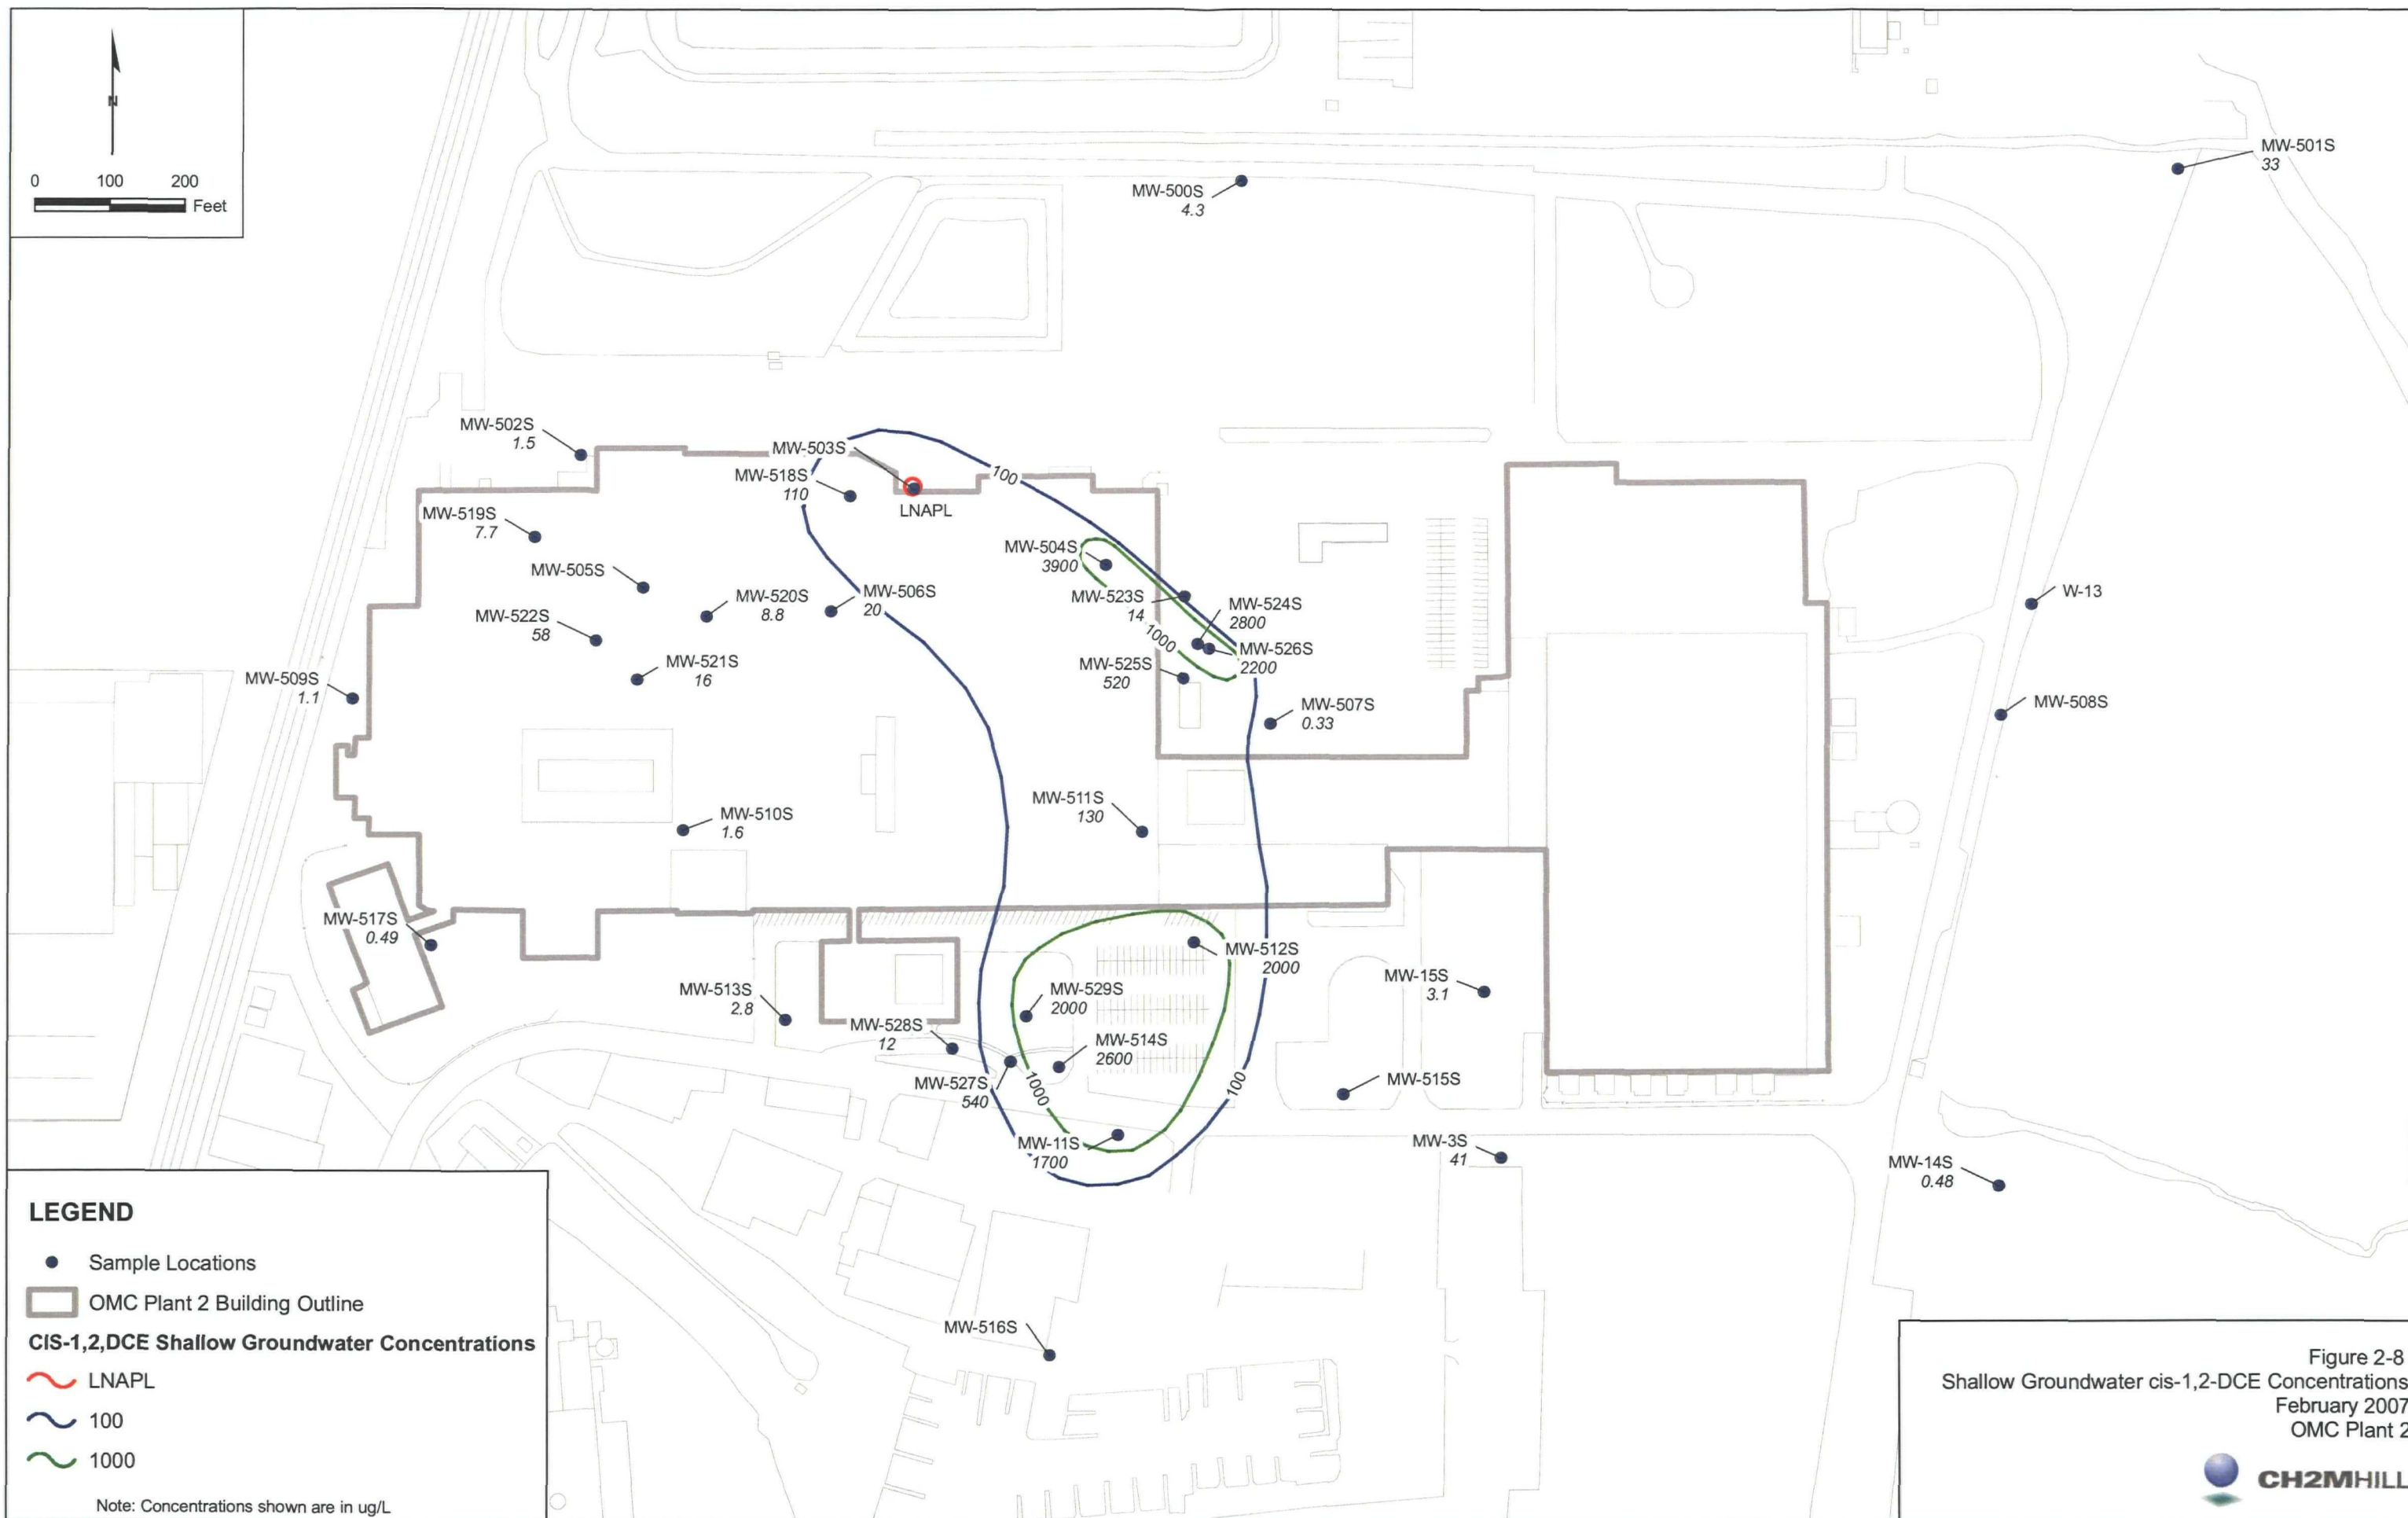 N
0 100 200
Feet
MW-501S
33
MW-500S
4.3
MW-502S
1.5
MW-503S
100
MW-518S
110
LNAPL
MW-519S
7.7
MW-504S
3900
MW-505S
MW-520S
8.8
MW-506S
20
MW-523S
14
MW-524S
2800
W-13
MW-522S
58
1000
MW-526S
2200
MW-521S
16
MW-525S
520
MW-509S
1.1
MW-507S
0.33
MW-508S
MW-511S
130
MW-510S
1.6
MW-517S
0.49
MW-512S
2000
MW-513S
2.8
MW-529S
2000
MW-15S
3.1
MW-528S
12
MW-514S
2600
MW-527S
540
1000
100
MW-515S
MW-11S
1700
MW-3S
41
MW-14S
0.48
MW-516S
LEGEND
Sample Locations
OMC Plant 2 Building Outline
CIS-1,2,DCE Shallow Groundwater Concentrations
LNAPL
100
1000
Note: Concentrations shown are in ug/L
Figure 2-8
Shallow Groundwater cis-1,2-DCE Concentrations
February 2007
OMC Plant 2
CH2MHILL